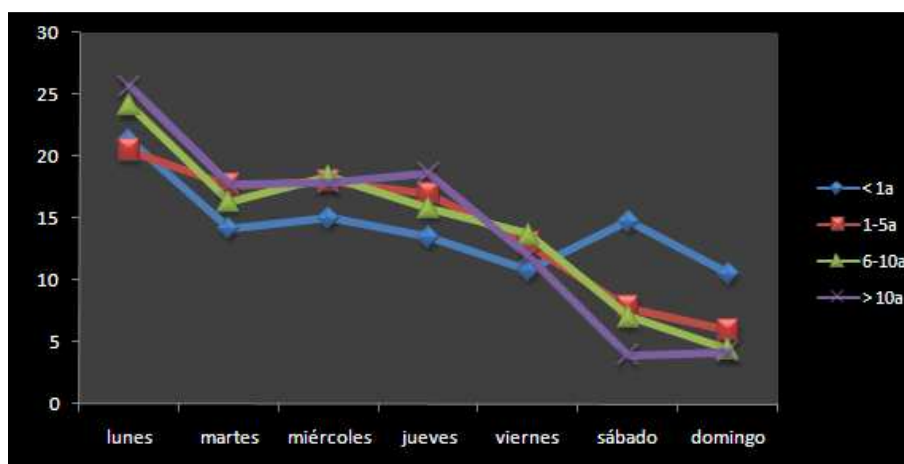 30
25
20
15
10
5
0
lunes martes miércoles jueves viernes sábado domingo
< 1a
1-5a
6-10a
> 10a